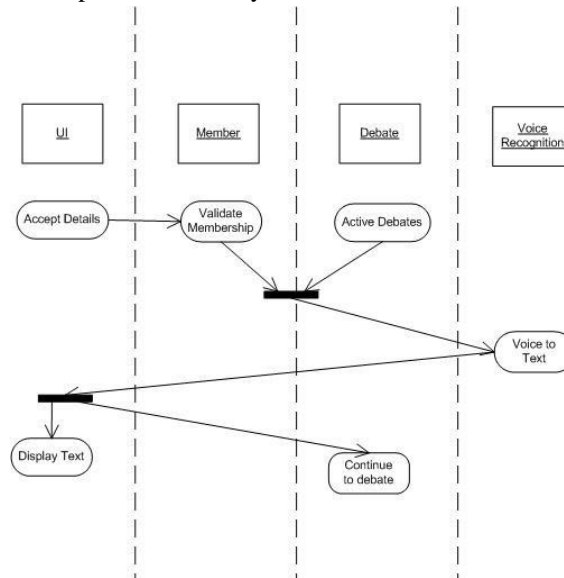 UI
Member
Debate
Voice
Recognition
Accept Details
Validate
Membership
Active Debates
Voice to
Text
Display Text
Continue
to debate